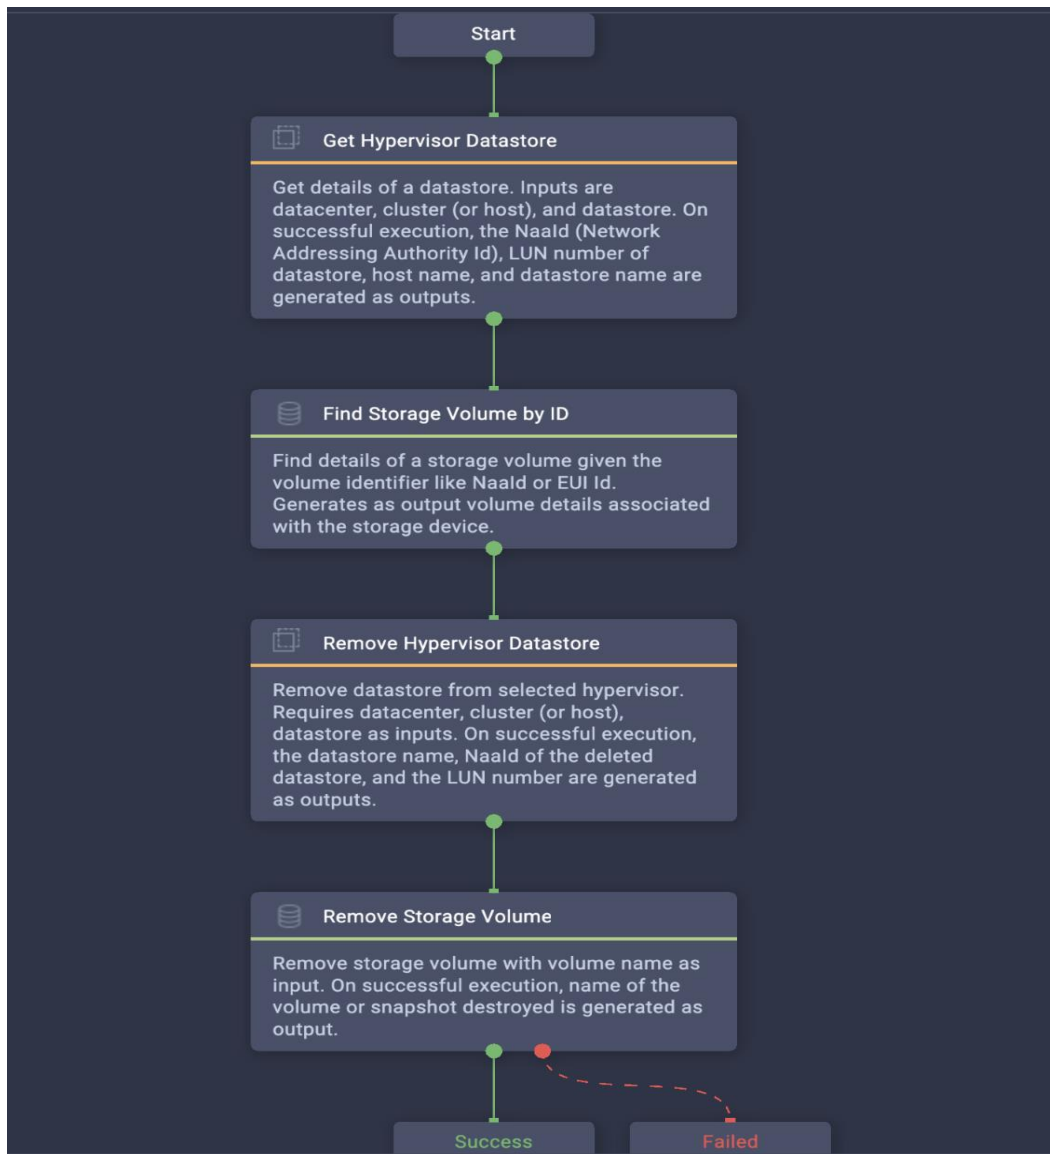 Start
Get Hypervisor Datastore
Get details of a datastore. Inputs are
datacenter, cluster (or host), and datastore. On
successful execution, the NaaId (Network
Addressing Authority Id), LUN number of
datastore, host name, and datastore name are
generated as outputs.
Find Storage Volume by ID
Find details of a storage volume given the
volume identifier like NaaId or EUI Id.
Generates as output volume details associated
with the storage device.
Remove Hypervisor Datastore
Remove datastore from selected hypervisor.
Requires datacenter, cluster (or host),
datastore as inputs. On successful execution,
the datastore name, NaaId of the deleted
datastore, and the LUN number are generated
as outputs.
Remove Storage Volume
Remove storage volume with volume name as
input. On successful execution, name of the
volume or snapshot destroyed is generated as
output.
Success
Failed